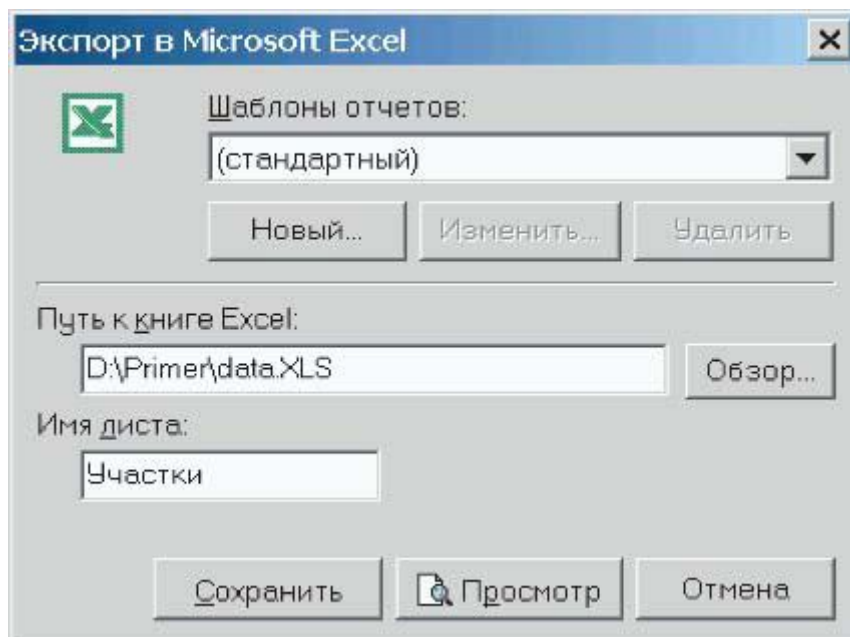 Экспорт в Microsoft Excel
Шаблоны отчетов:
(стандартный)
Новый... Изменить... Удалить
Путь к книге Excel:
D:\Primer\data.XLS Обзор...
Имя листа:
Участки
Сохранить Просмотр Отмена